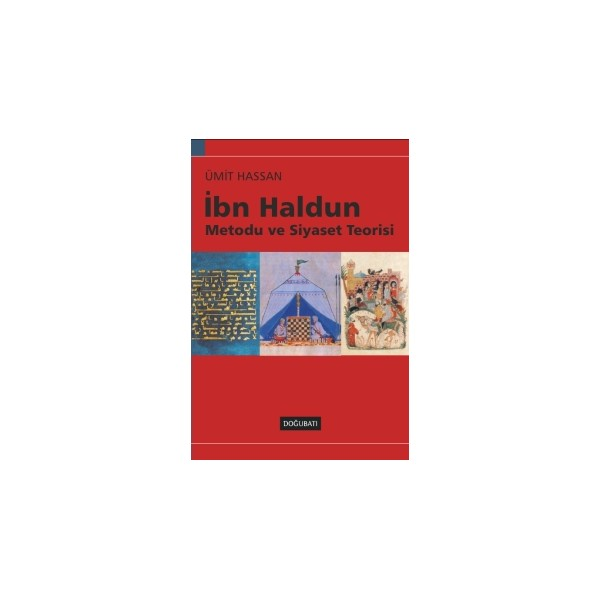 ÜMİT HASSAN
İbn Haldun
Metodu ve Siyaset Teorisi
DOĞUBATI